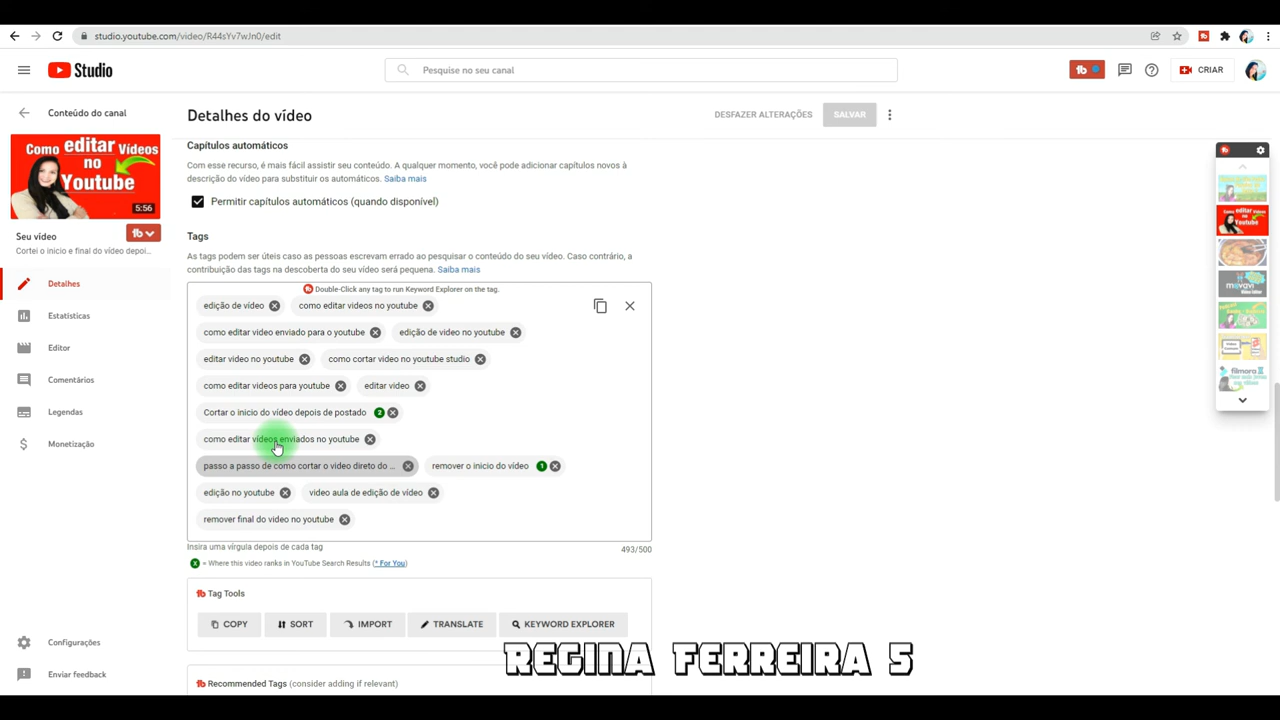 studio.youtube.com/video/R44sYv7wJn0/edit
Studio
Pesquise no seu canal
CRIAR
Conteúdo do canal
Detalhes do vídeo
DESFAZER ALTERAÇÕES
SALVAR
Como editar Vídeos
no
Youtube
5:56
Seu vídeo
Cortei o inicio e final do vídeo depoi...
Detalhes
Estatísticas
Editor
Comentários
Legendas
Monetização
Configurações
Enviar feedback
Capítulos automáticos
Com esse recurso, é mais fácil assistir seu conteúdo. A qualquer momento, você pode adicionar capítulos novos à
descrição do vídeo para substituir os automáticos. Saiba mais
Permitir capítulos automáticos (quando disponível)
Tags
As tags podem ser úteis caso as pessoas escrevam errado ao pesquisar o conteúdo do seu vídeo. Caso contrário, a
contribuição das tags na descoberta do seu vídeo será pequena. Saiba mais
Double-Click any tag to run Keyword Explorer on the tag.
edição de vídeo como editar videos no youtube
como editar video enviado para o youtube edição de video no youtube
editar video no youtube como cortar video no youtube studio
como editar videos para youtube editar video
Cortar o inicio do vídeo depois de postado 2
como editar vídeos enviados no youtube
passo a passo de como cortar o video direto do ... remover o inicio do vídeo 1
edição no youtube video aula de edição de vídeo
remover final do video no youtube
Insira uma vírgula depois de cada tag
493/500
X = Where this video ranks in YouTube Search Results (* For You)
tb Tag Tools
COPY SORT IMPORT TRANSLATE KEYWORD EXPLORER
REGINA FERREIRA 5
tb Recommended Tags (consider adding if relevant)